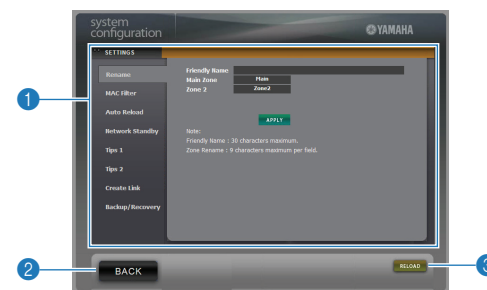 system
configuration
YAMAHA
SETTINGS
Rename
MAC Filter
Auto Reload
Network Standby
Tips 1
Tips 2
Create Link
Backup/Recovery
Friendly Name
Main Zone Main
Zone 2 Zone2
APPLY
Note:
Friendly Name : 30 characters maximum.
Zone Rename : 9 characters maximum per field.
BACK
RELOAD
1
2
3